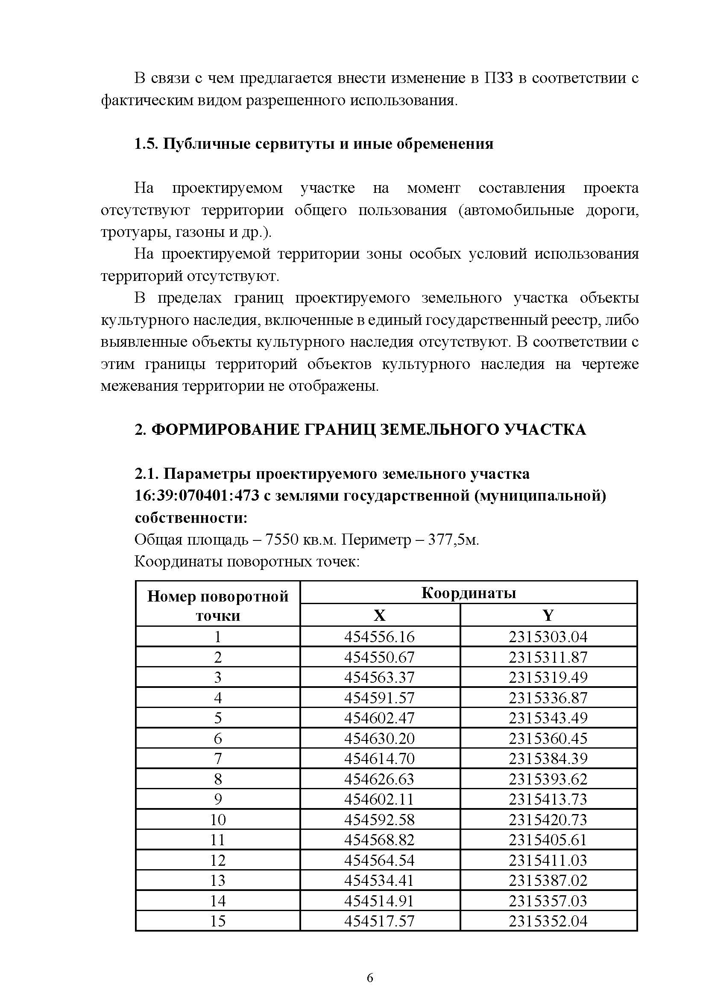 В связи с чем предлагается внести изменение в ПЗЗ в соответствии с
фактическим видом разрешенного использования.
1.5. Публичные сервитуты и иные обременения
На проектируемом участке на момент составления проекта
отсутствуют территории общего пользования (автомобильные дороги,
тротуары, газоны и др.).
На проектируемой территории зоны особых условий использования
территорий отсутствуют.
В пределах границ проектируемого земельного участка объекты
культурного наследия, включенные в единый государственный реестр, либо
выявленные объекты культурного наследия отсутствуют. В соответствии с
этим границы территорий объектов культурного наследия на чертеже
межевания территории не отображены.
2. ФОРМИРОВАНИЕ ГРАНИЦ ЗЕМЕЛЬНОГО УЧАСТКА
2.1. Параметры проектируемого земельного участка
16:39:070401:473 с землями государственной (муниципальной)
собственности:
Общая площадь – 7550 кв.м. Периметр – 377,5м.
Координаты поворотных точек:
Номер поворотной точки Координаты
X Y
1 454556.16 2315303.04
2 454550.67 2315311.87
3 454563.37 2315319.49
4 454591.57 2315336.87
5 454602.47 2315343.49
6 454630.20 2315360.45
7 454614.70 2315384.39
8 454626.63 2315393.62
9 454602.11 2315413.73
10 454592.58 2315420.73
11 454568.82 2315405.61
12 454564.54 2315411.03
13 454534.41 2315387.02
14 454514.91 2315357.03
15 454517.57 2315352.04
6